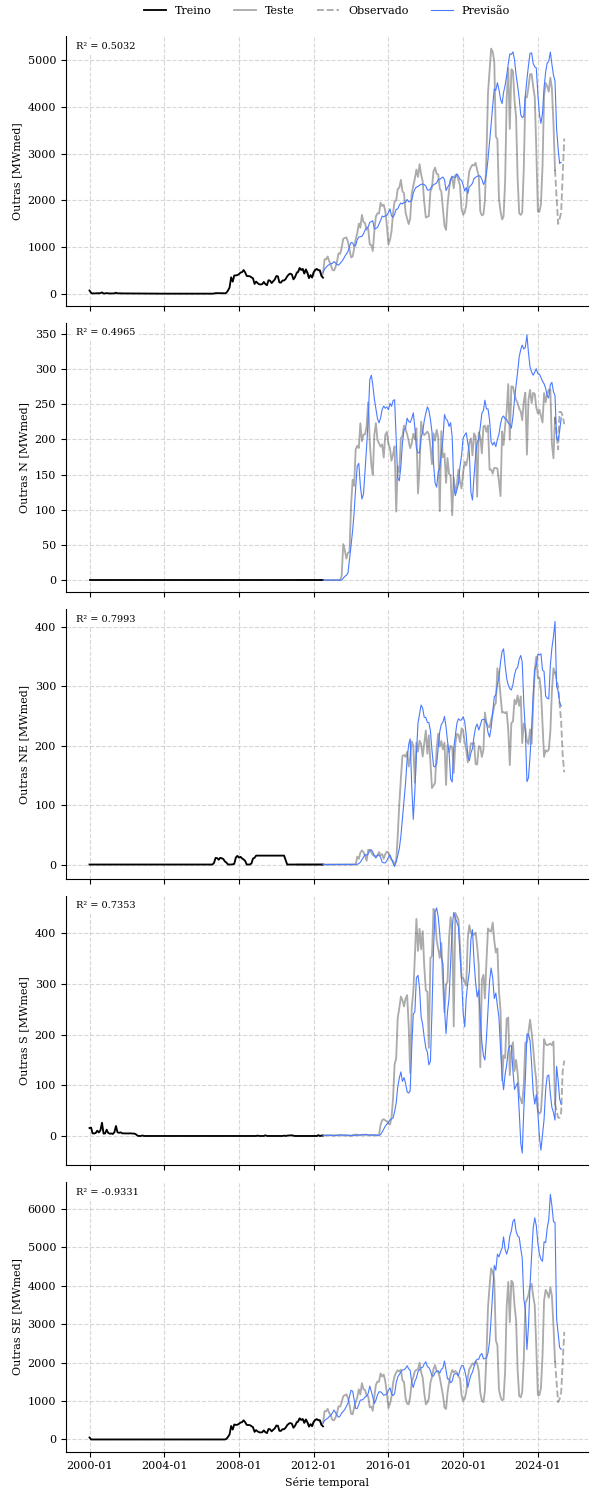 Treino Teste Observado Previsão
R² = 0.5032
Outras [MWmed]
5000
4000
3000
2000
1000
0
R² = 0.4965
Outras N [MWmed]
350
300
250
200
150
100
50
0
R² = 0.7993
Outras NE [MWmed]
400
300
200
100
0
R² = 0.7353
Outras S [MWmed]
400
300
200
100
0
R² = -0.9331
Outras SE [MWmed]
6000
5000
4000
3000
2000
1000
0
2000-01 2004-01 2008-01 2012-01 2016-01 2020-01 2024-01
Série temporal